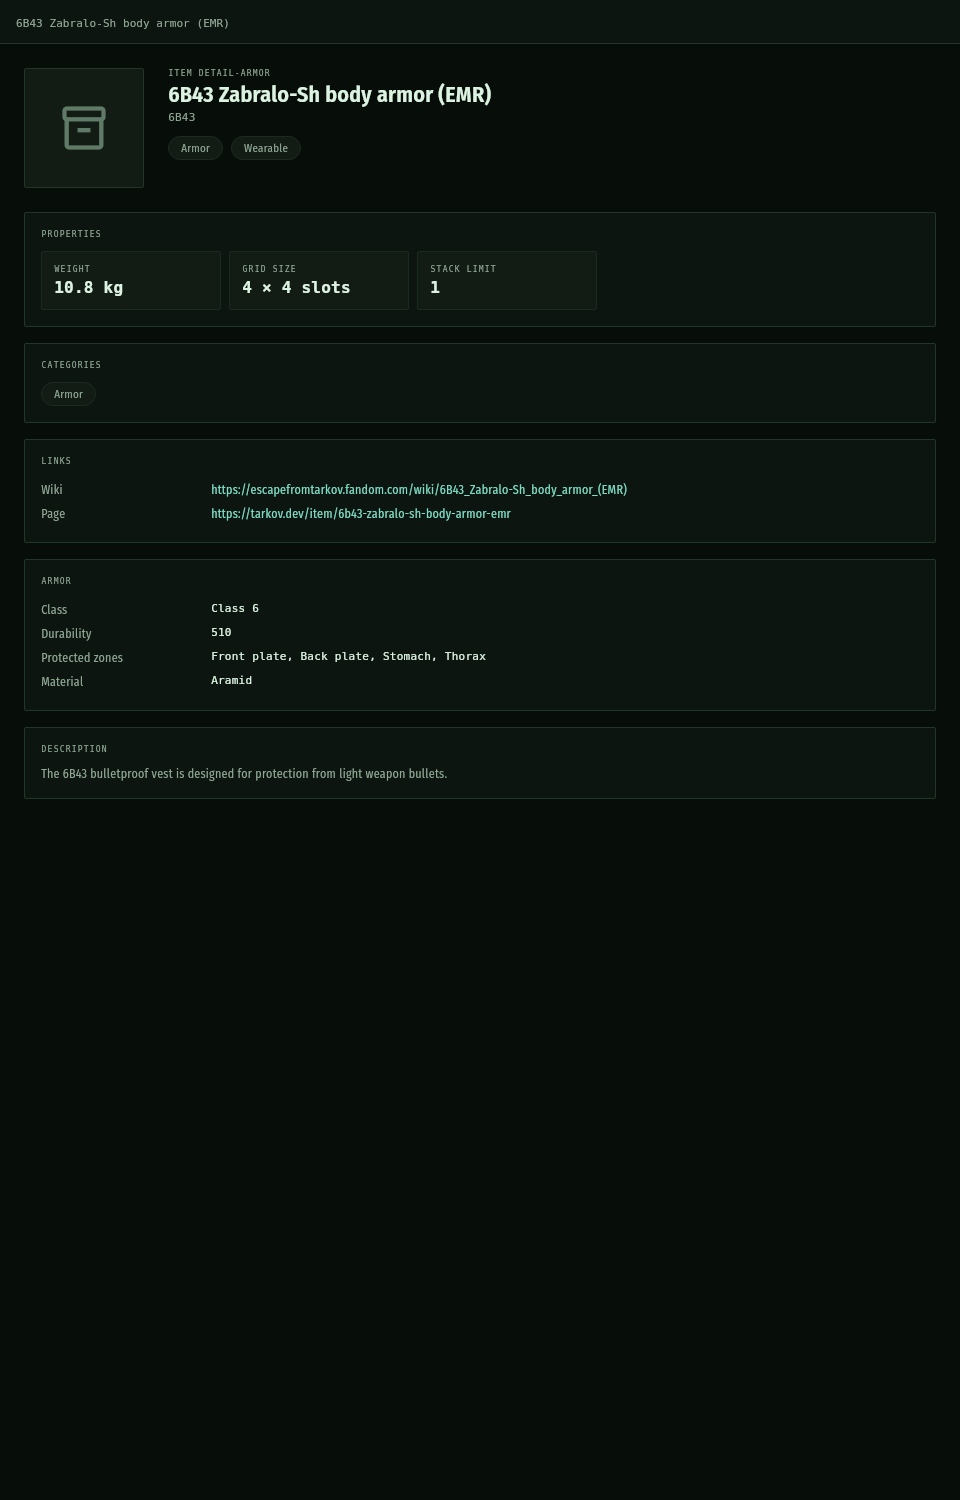 6B43 Zabralo-Sh body armor (EMR)
ITEM DETAIL-ARMOR
6B43 Zabralo-Sh body armor (EMR)
6B43
Armor Wearable
PROPERTIES
WEIGHT GRID SIZE STACK LIMIT
10.8 kg 4 × 4 slots 1
CATEGORIES
Armor
LINKS
Wiki https://escapefromtarkov.fandom.com/wiki/6B43_Zabralo-Sh_body_armor_(EMR)
Page https://tarkov.dev/item/6b43-zabralo-sh-body-armor-emr
ARMOR
Class Class 6
Durability 510
Protected zones Front plate, Back plate, Stomach, Thorax
Material Aramid
DESCRIPTION
The 6B43 bulletproof vest is designed for protection from light weapon bullets.